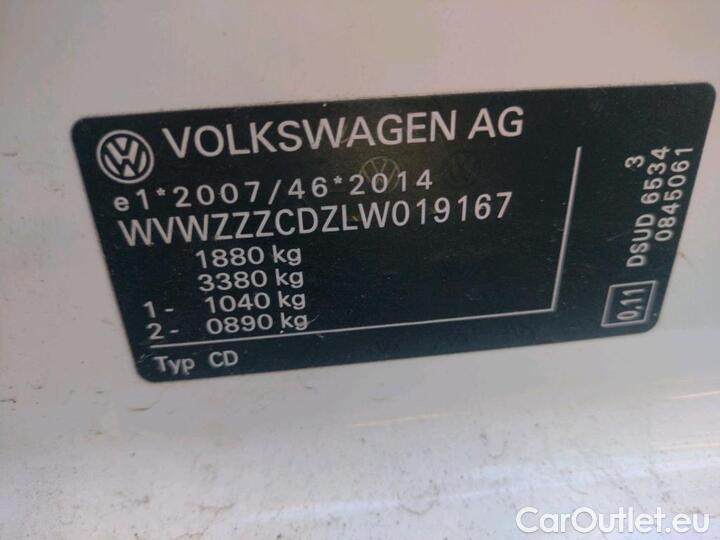 VOLKSWAGEN AG
e1*2007/46*2014
WVWZZZCDZLW019167
1880 kg
3380 kg
1- 1040 kg
2- 0890 kg
Typ CD
3
DSUD 6534
0845061
0,11
CarOutlet.eu